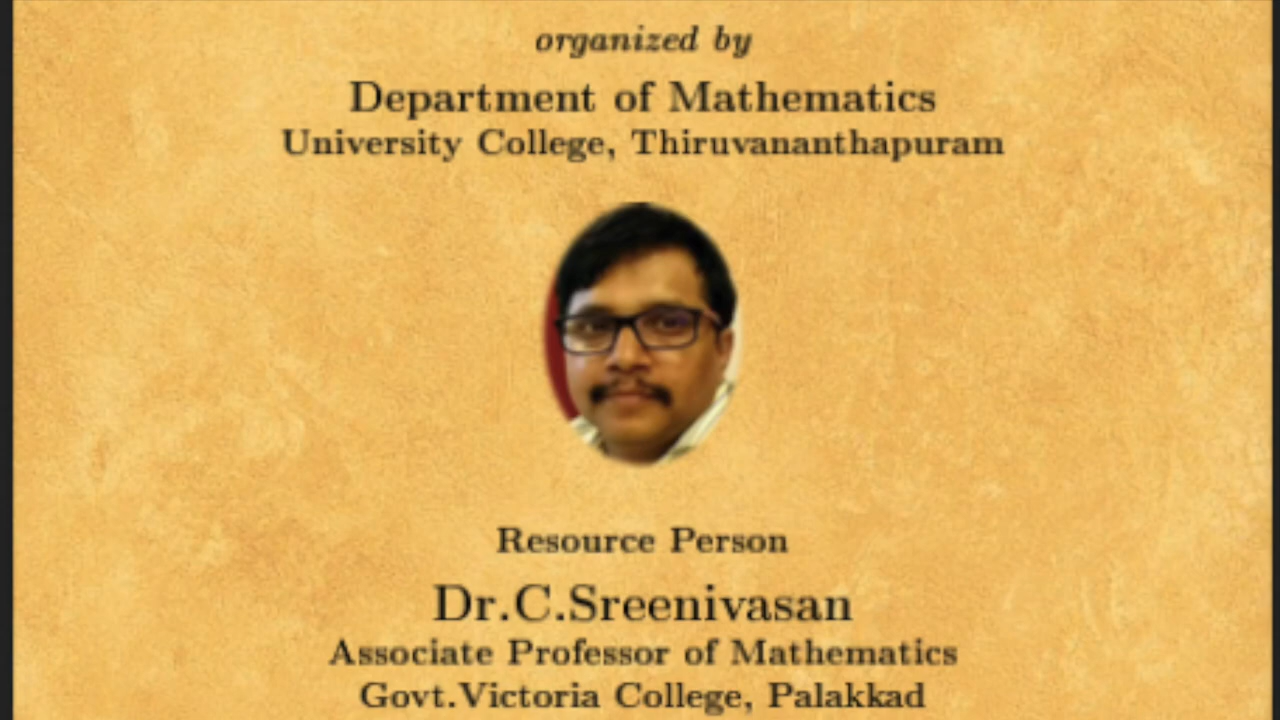 organized by
Department of Mathematics
University College, Thiruvananthapuram
Resource Person
Dr.C.Sreenivasan
Associate Professor of Mathematics
Govt.Victoria College, Palakkad